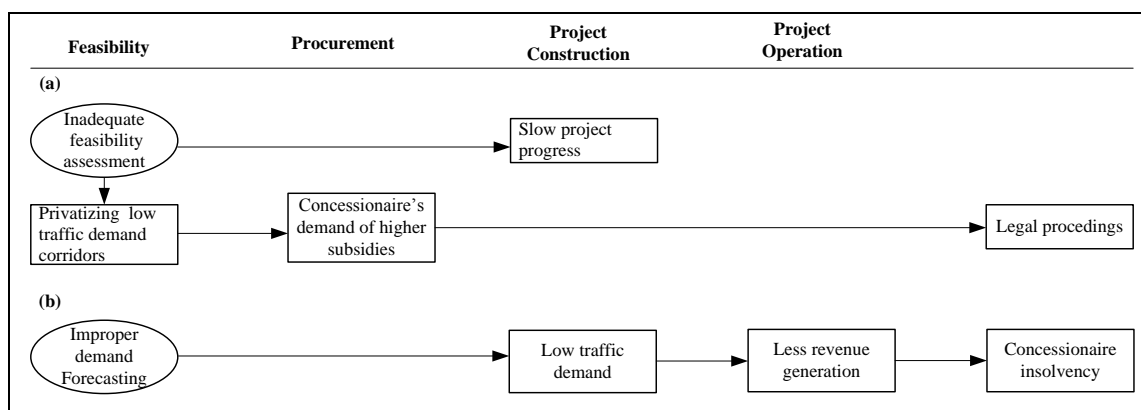 Feasibility
Procurement
Project
Construction
Project
Operation
(a)
Inadequate
feasibility
assessment
Slow project
progress
Privatizing low
traffic demand
corridors
Concessionaire's
demand of higher
subsidies
Legal procedings
(b)
Improper
demand
Forecasting
Low traffic
demand
Less revenue
generation
Concessionaire
insolvency